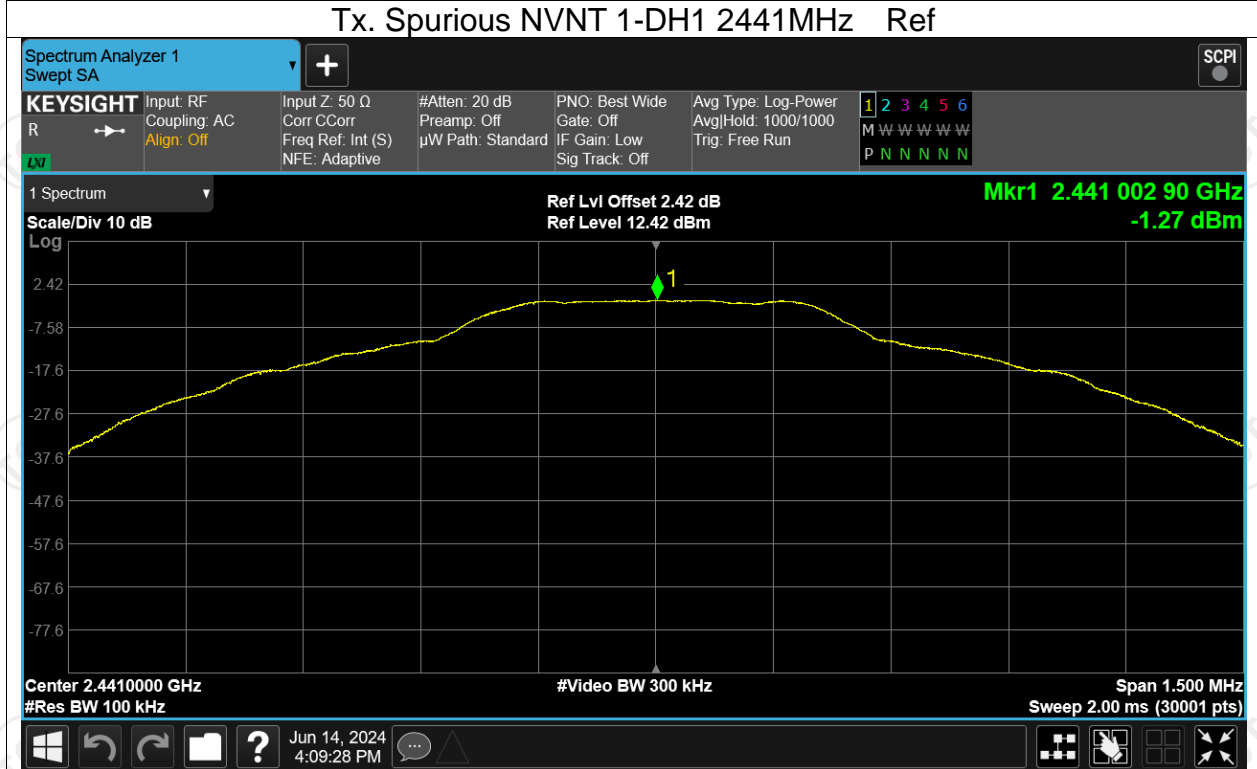 Tx. Spurious NVNT 1-DH1 2441MHz Ref
Spectrum Analyzer 1
Swept SA
SCPI
KEYSIGHT
R
LXI
Input: RF
Coupling: AC
Align: Off
Input Z: 50 Ω
Corr CCorr
Freq Ref: Int (S)
NFE: Adaptive
#Atten: 20 dB
Preamp: Off
µW Path: Standard
PNO: Best Wide
Gate: Off
IF Gain: Low
Sig Track: Off
Avg Type: Log-Power
Avg|Hold: 1000/1000
Trig: Free Run
1 2 3 4 5 6
M W W W W W
P N N N N N
1 Spectrum
Scale/Div 10 dB
Log
Ref Lvl Offset 2.42 dB
Ref Level 12.42 dBm
Mkr1 2.441 002 90 GHz
-1.27 dBm
1
2.42
-7.58
-17.6
-27.6
-37.6
-47.6
-57.6
-67.6
-77.6
Center 2.4410000 GHz
#Res BW 100 kHz
#Video BW 300 kHz
Span 1.500 MHz
Sweep 2.00 ms (30001 pts)
?
Jun 14, 2024
4:09:28 PM